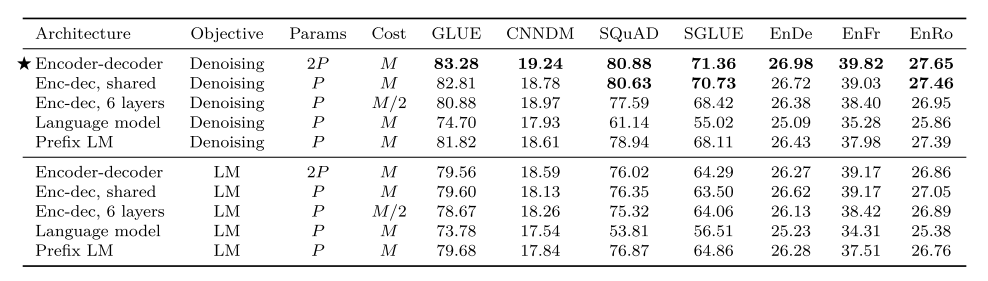 Architecture Objective Params Cost GLUE CNNDM SQuAD SGLUE EnDe EnFr EnRo
★ Encoder-decoder Denoising 2P M 83.28 19.24 80.88 71.36 26.98 39.82 27.65
Enc-dec, shared Denoising P M 82.81 18.78 80.63 70.73 26.72 39.03 27.46
Enc-dec, 6 layers Denoising P M/2 80.88 18.97 77.59 68.42 26.38 38.40 26.95
Language model Denoising P M 74.70 17.93 61.14 55.02 25.09 35.28 25.86
Prefix LM Denoising P M 81.82 18.61 78.94 68.11 26.43 37.98 27.39
Encoder-decoder LM 2P M 79.56 18.59 76.02 64.29 26.27 39.17 26.86
Enc-dec, shared LM P M 79.60 18.13 76.35 63.50 26.62 39.17 27.05
Enc-dec, 6 layers LM P M/2 78.67 18.26 75.32 64.06 26.13 38.42 26.89
Language model LM P M 73.78 17.54 53.81 56.51 25.23 34.31 25.38
Prefix LM LM P M 79.68 17.84 76.87 64.86 26.28 37.51 26.76